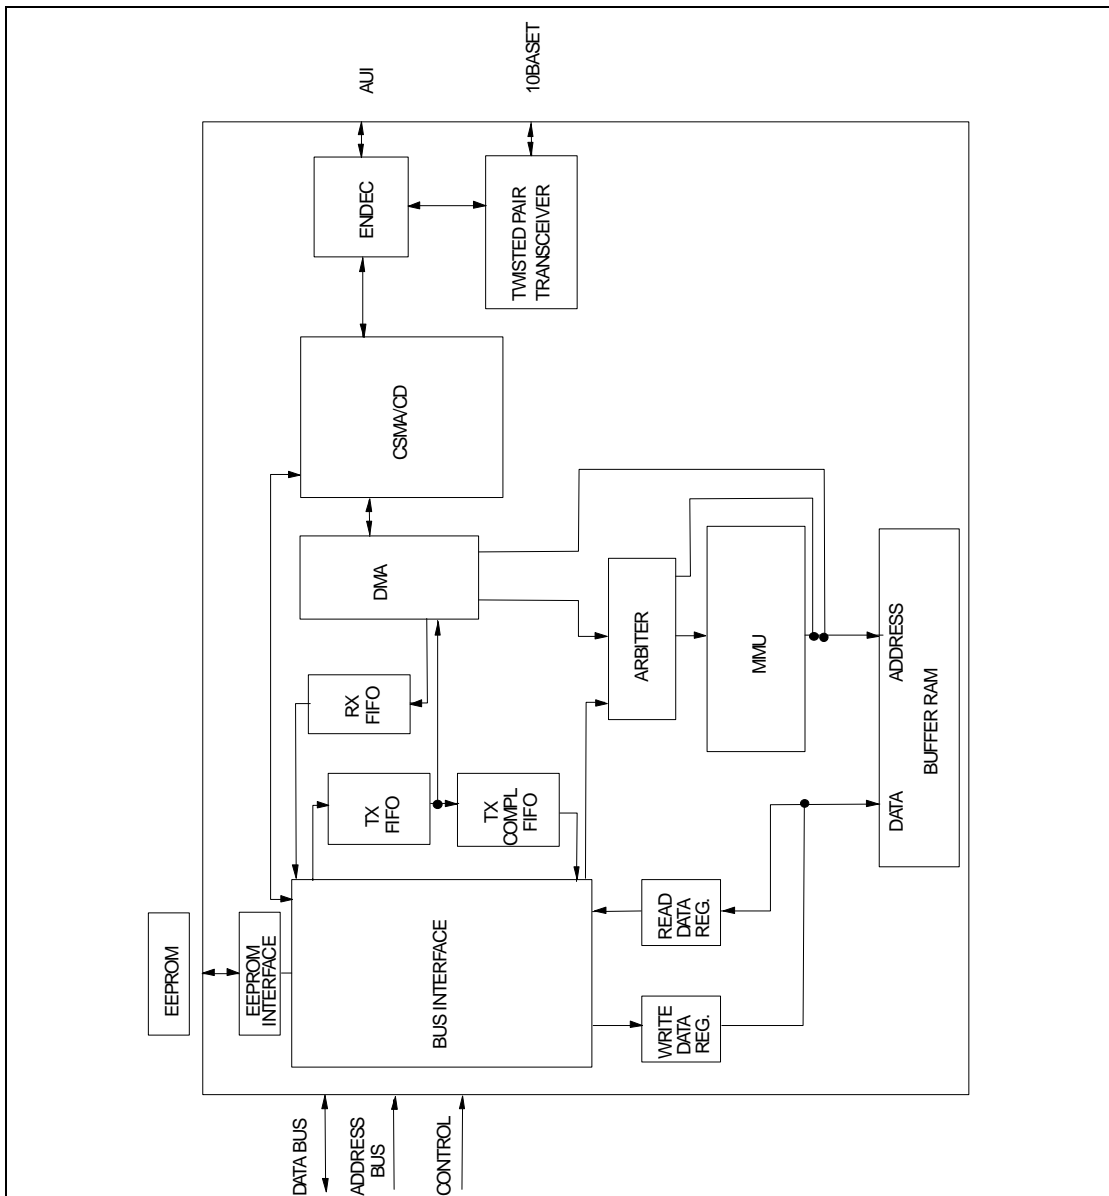 EEPROM
EEPROM
INTERFACE
DATA BUS
ADDRESS
BUS
CONTROL
BUS INTERFACE
TX
FIFO
RX
FIFO
DMA
CSMA/CD
ENDEC
AUI
TX
COMPL
FIFO
TWISTED PAIR
TRANSCEIVER
10BASET
WRITE
DATA
REG.
READ
DATA
REG.
ARBITER
MMU
DATA
ADDRESS
BUFFER RAM